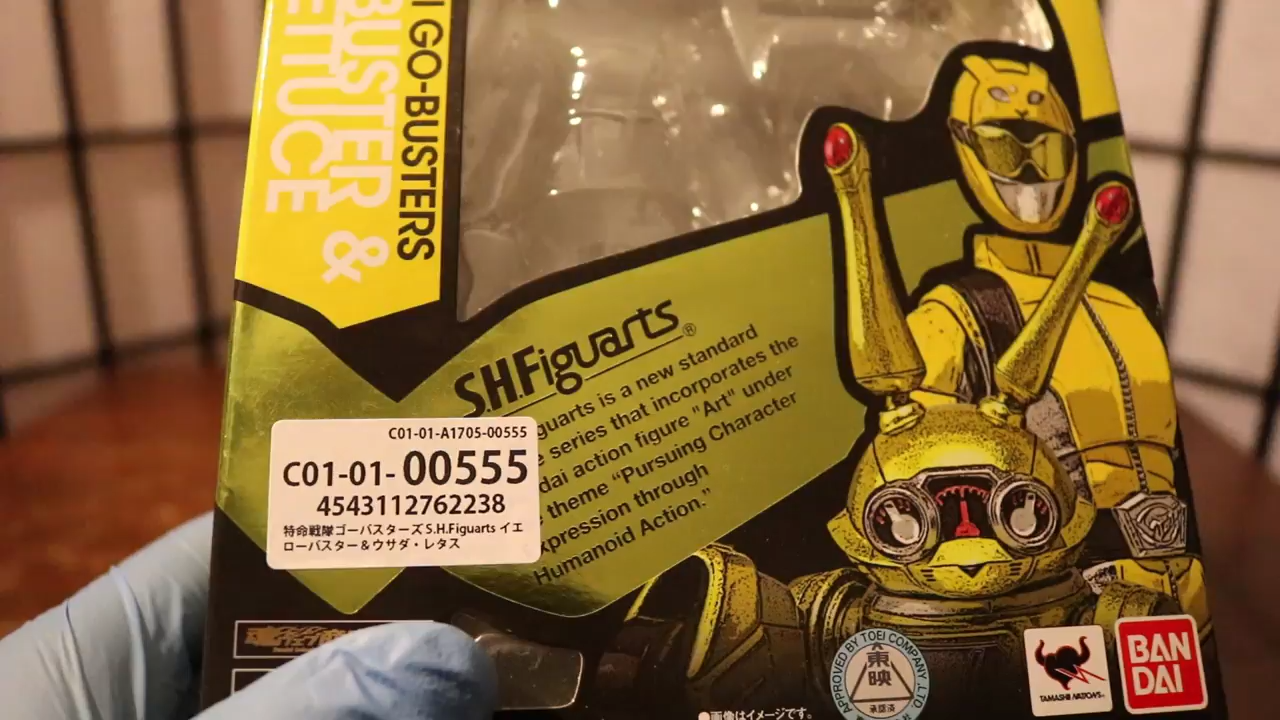 I GO-BUSTERS
BUSTER &
ETTUCE
S.H.Figuarts®
guarts is a new standard
e series that incorporates the
dai action figure "Art" under
theme "Pursuing Character
xpression through
Humanoid Action."
C01-01-A1705-00555
C01-01-00555
4543112762238
特命戦隊ゴーバスターズ S.H.Figuarts イエ
ローバスター＆ウサダ・レタス
APPROVED BY TOEI COMPANY, LTD.
東映
承認済
TAMASHII NATIONS
BAN
DAI
●画像はイメージです。